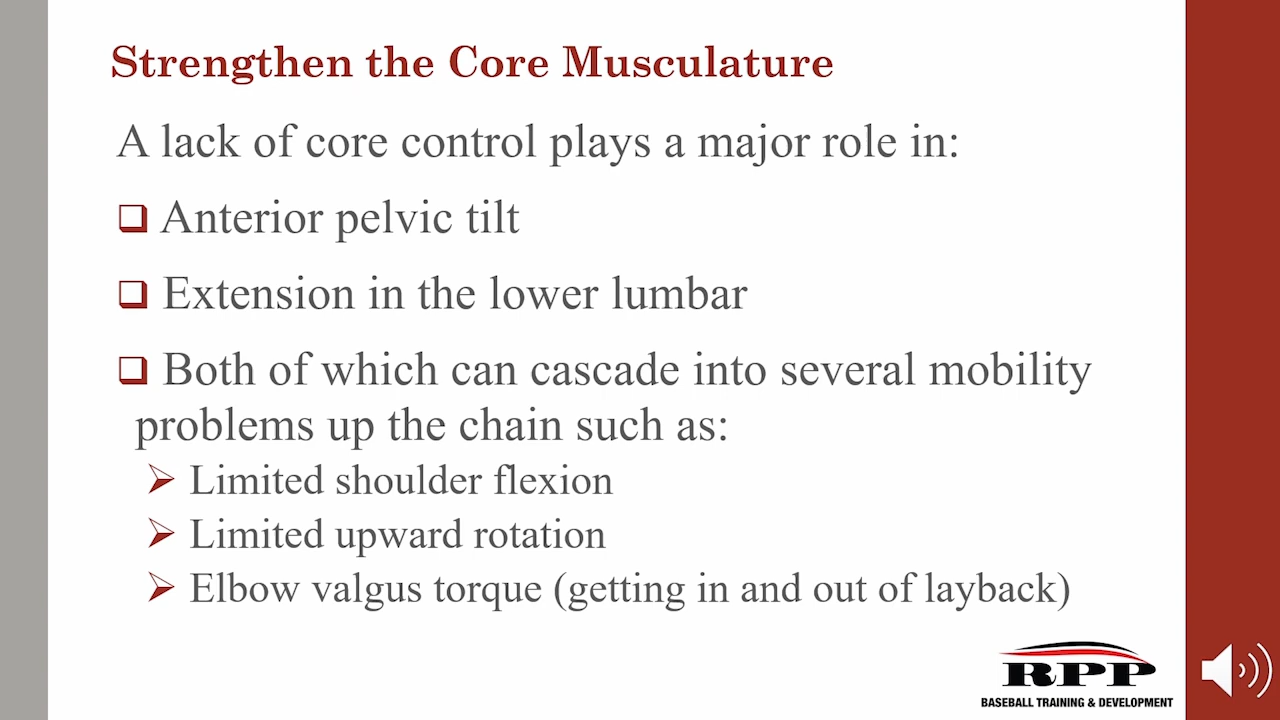 Strengthen the Core Musculature
A lack of core control plays a major role in:
Anterior pelvic tilt
Extension in the lower lumbar
Both of which can cascade into several mobility
problems up the chain such as:
Limited shoulder flexion
Limited upward rotation
Elbow valgus torque (getting in and out of layback)
RPP
BASEBALL TRAINING & DEVELOPMENT